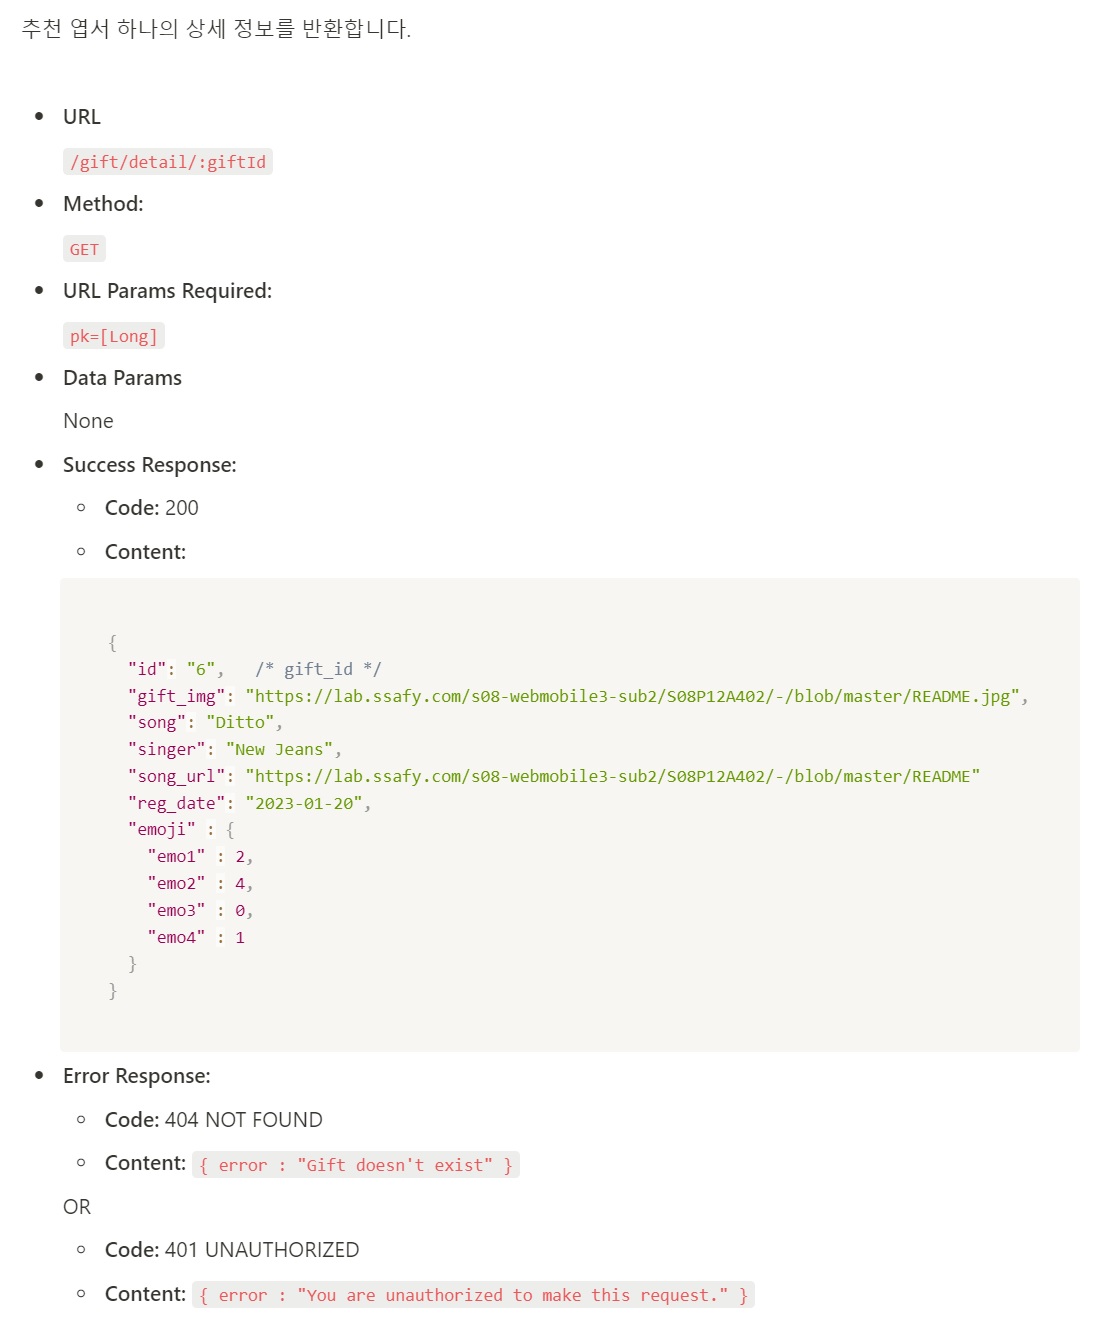 추천 엽서 하나의 상세 정보를 반환합니다.
• URL
/gift/detail/:giftId
• Method:
GET
• URL Params Required:
pk=[Long]
• Data Params
None
• Success Response:
◦ Code: 200
◦ Content:
{
  "id": "6",   /* gift_id */
  "gift_img": "https://lab.ssafy.com/s08-webmobile3-sub2/S08P12A402/-/blob/master/README.jpg",
  "song": "Ditto",
  "singer": "New Jeans",
  "song_url": "https://lab.ssafy.com/s08-webmobile3-sub2/S08P12A402/-/blob/master/README"
  "reg_date": "2023-01-20",
  "emoji" : {
    "emo1" : 2,
    "emo2" : 4,
    "emo3" : 0,
    "emo4" : 1
  }
}
• Error Response:
◦ Code: 404 NOT FOUND
◦ Content: { error : "Gift doesn't exist" }
OR
◦ Code: 401 UNAUTHORIZED
◦ Content: { error : "You are unauthorized to make this request." }